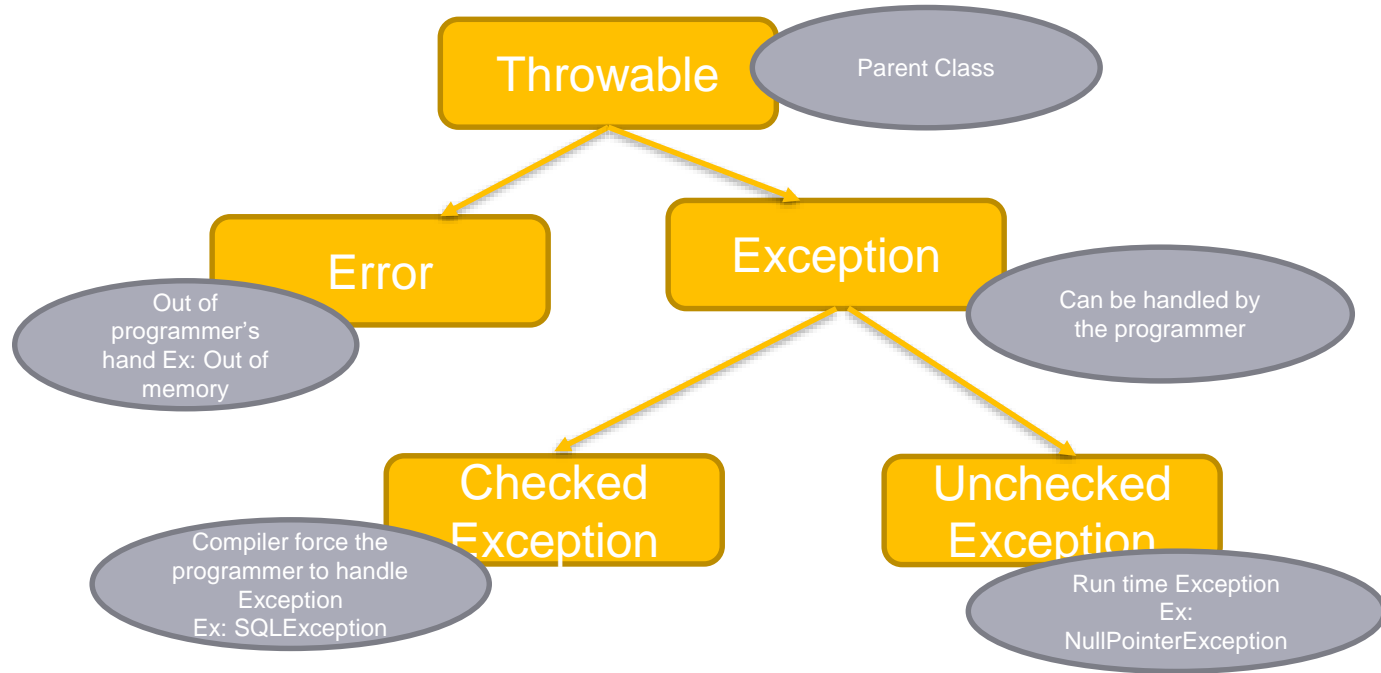 Throwable
Parent Class
Error
Out of
programmer's
hand Ex: Out of
memory
Exception
Can be handled by
the programmer
Checked
Exception
Compiler force the
programmer to handle
Exception
Ex: SQLException
Unchecked
Exception
Run time Exception
Ex:
NullPointerException